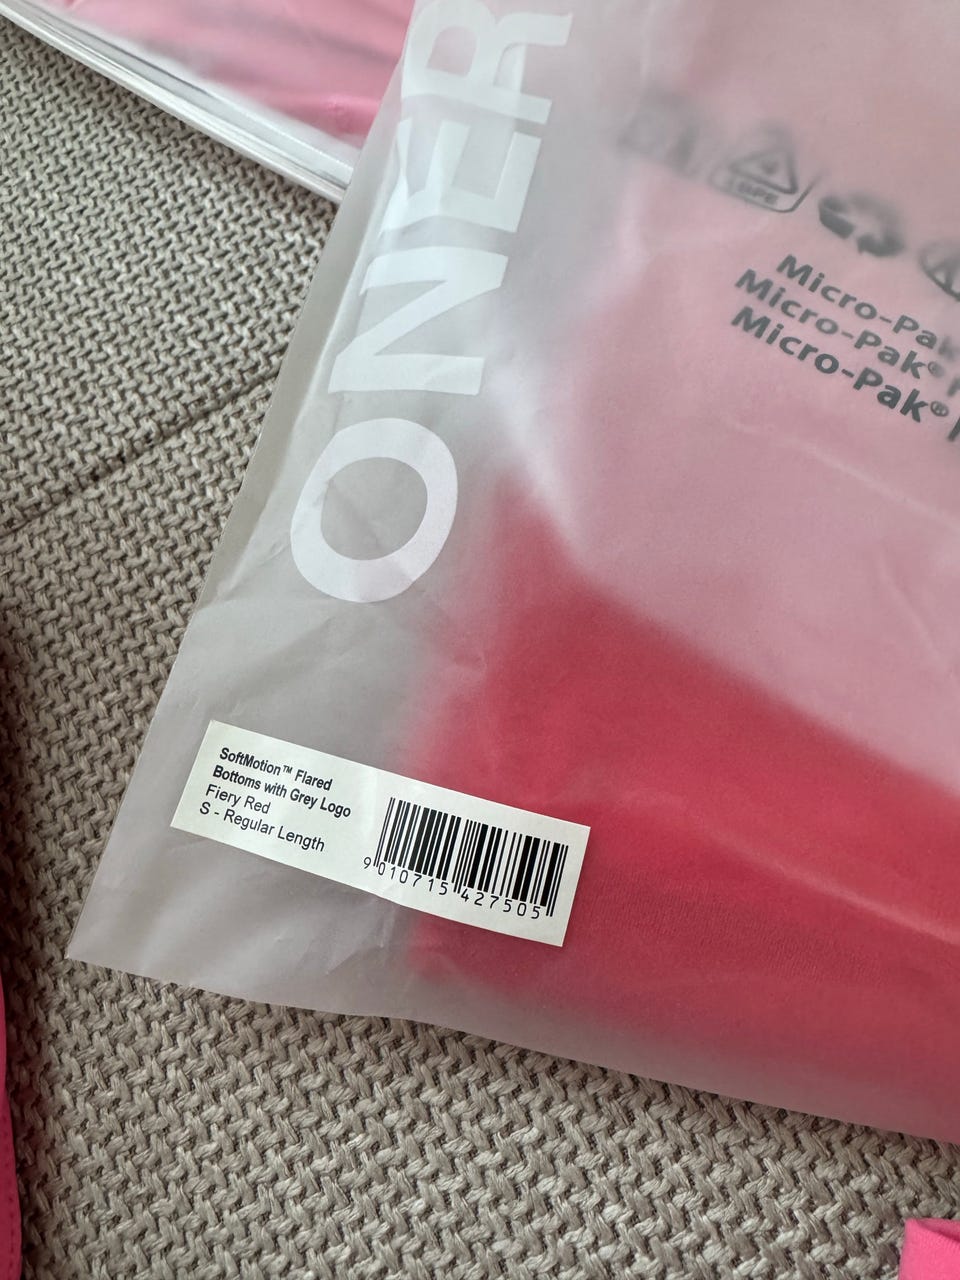 ONER
LDPE
Micro-Pak
Micro-Pak®
Micro-Pak®
SoftMotion™ Flared
Bottoms with Grey Logo
Fiery Red
S - Regular Length
9 010715 427505